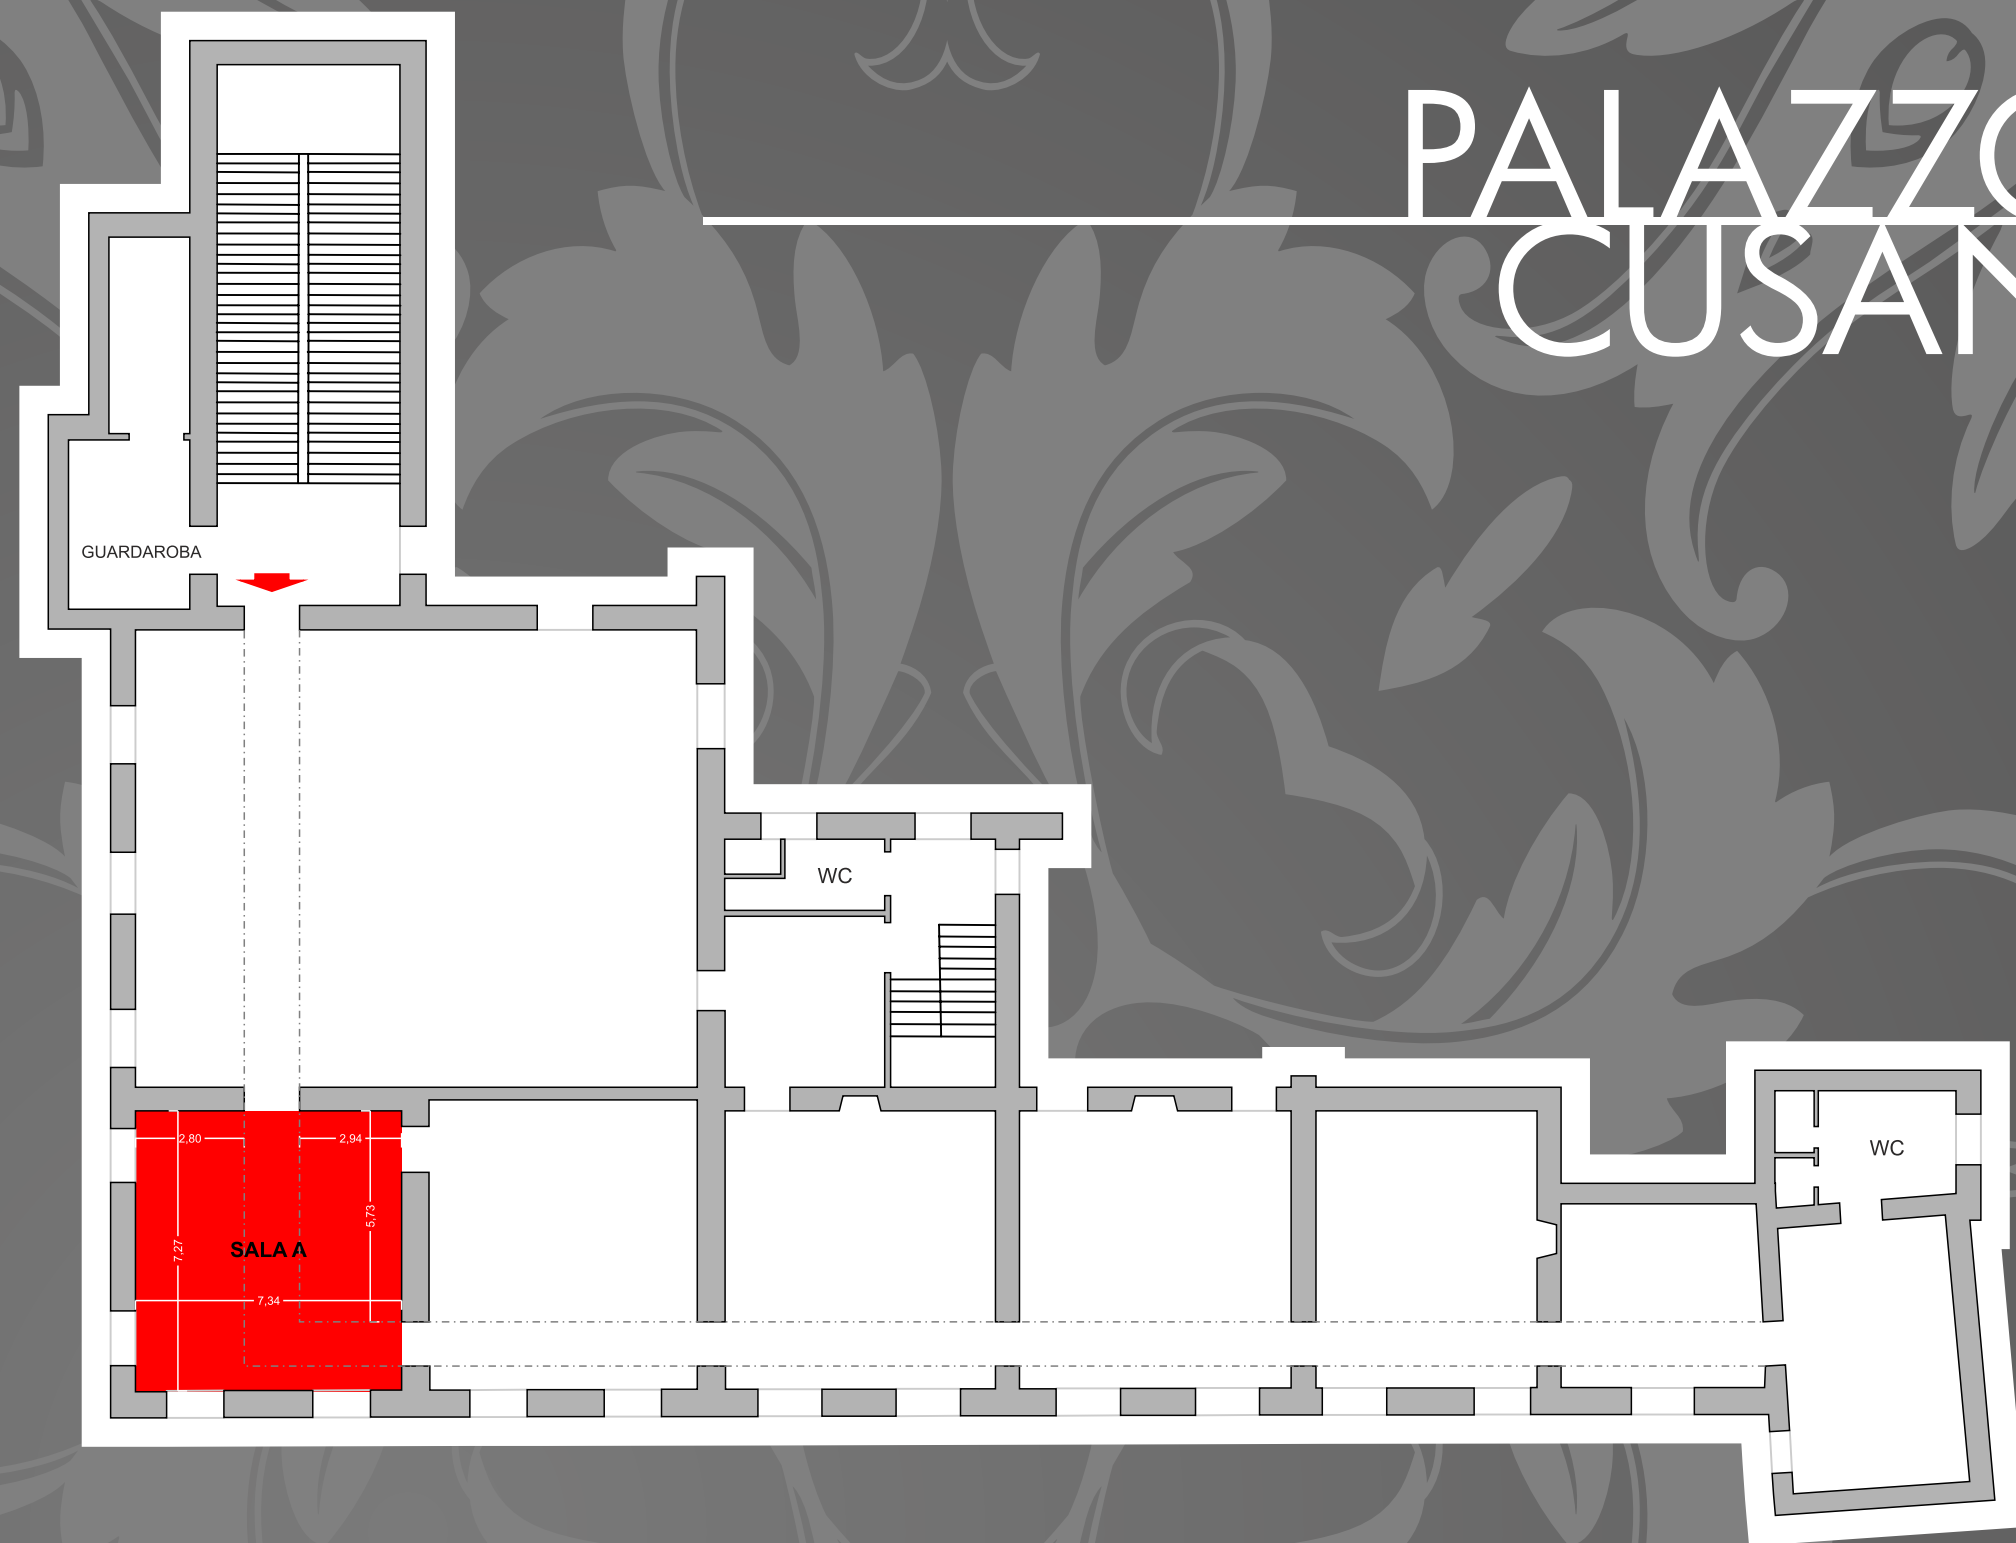 PALAZZO
CUSAN
GUARDAROBA
WC
WC
2,80
2,94
5,73
7,27
SALA A
7,34